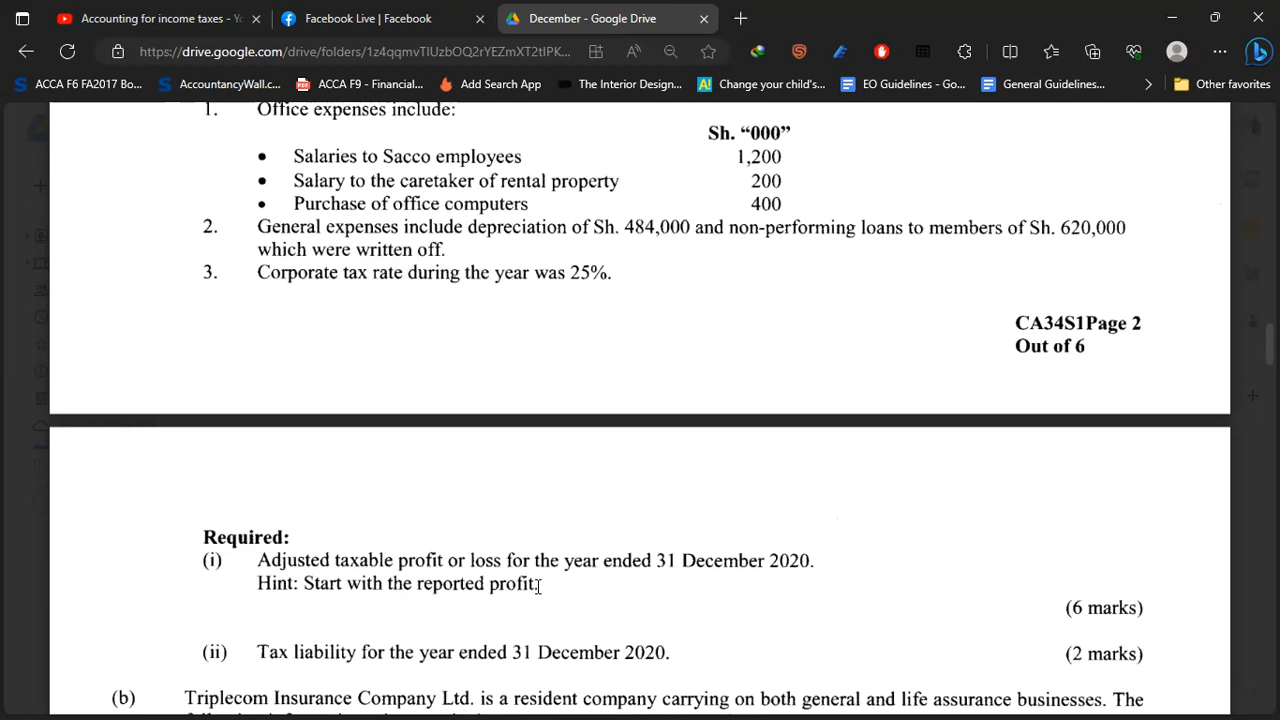 Accounting for income taxes - Yo
Facebook Live | Facebook
December - Google Drive
https://drive.google.com/drive/folders/1z4qqmvTlUzbOQ2rYEZmXT2tIPK...
ACCA F6 FA2017 Bo...
AccountancyWall.c...
ACCA F9 - Financial...
Add Search App
The Interior Design...
Change your child's...
EO Guidelines - Go...
General Guidelines...
Other favorites
1. Office expenses include:
Sh. “000”
• Salaries to Sacco employees 1,200
• Salary to the caretaker of rental property 200
• Purchase of office computers 400
2. General expenses include depreciation of Sh. 484,000 and non-performing loans to members of Sh. 620,000
which were written off.
3. Corporate tax rate during the year was 25%.
CA34S1Page 2
Out of 6
Required:
(i) Adjusted taxable profit or loss for the year ended 31 December 2020.
Hint: Start with the reported profit.
(6 marks)
(ii) Tax liability for the year ended 31 December 2020. (2 marks)
(b) Triplecom Insurance Company Ltd. is a resident company carrying on both general and life assurance businesses. The